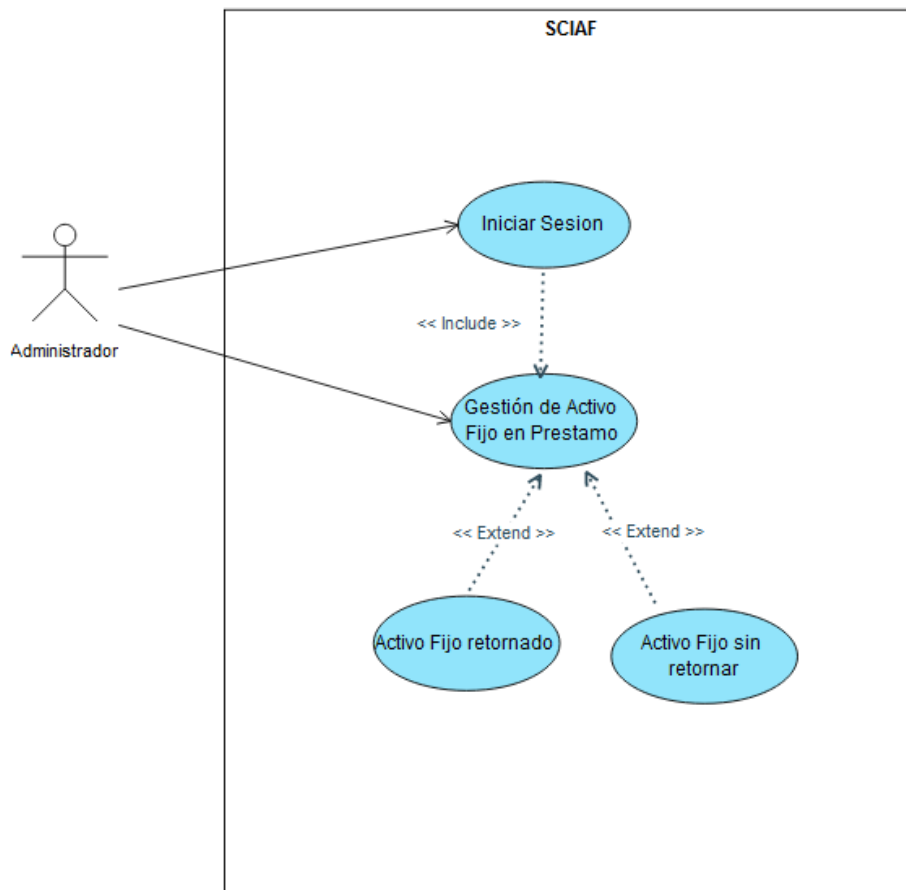 SCIAF
Iniciar Sesion
<< Include >>
Administrador
Gestión de Activo
Fijo en Prestamo
<< Extend >>
<< Extend >>
Activo Fijo retornado
Activo Fijo sin
retornar